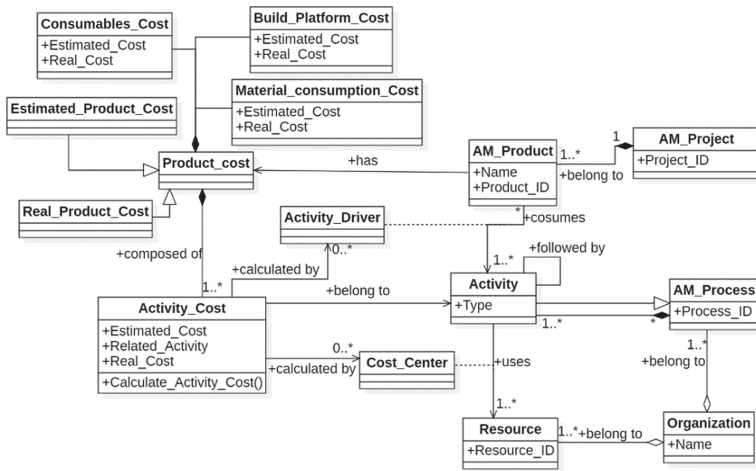 Consumables_Cost
+Estimated_Cost
+Real_Cost
Build_Platform_Cost
+Estimated_Cost
+Real_Cost
Material_consumption_Cost
+Estimated_Cost
+Real_Cost
Estimated_Product_Cost
Product_cost
Real_Product_Cost
+has
AM_Product
+Name
+Product_ID
1..*
+belong to
1
AM_Project
+Project_ID
Activity_Driver
*
+cosumes
+composed of
1..*
+calculated by
0..*
+belong to
1..*
+followed by
Activity
+Type
AM_Process
+Process_ID
1..*
*
Activity_Cost
+Estimated_Cost
+Related_Activity
+Real_Cost
+Calculate_Activity_Cost()
0..*
+calculated by
Cost_Center
+uses
1..*
1..*
+belong to
Resource
+Resource_ID
1..*
+belong to
Organization
+Name